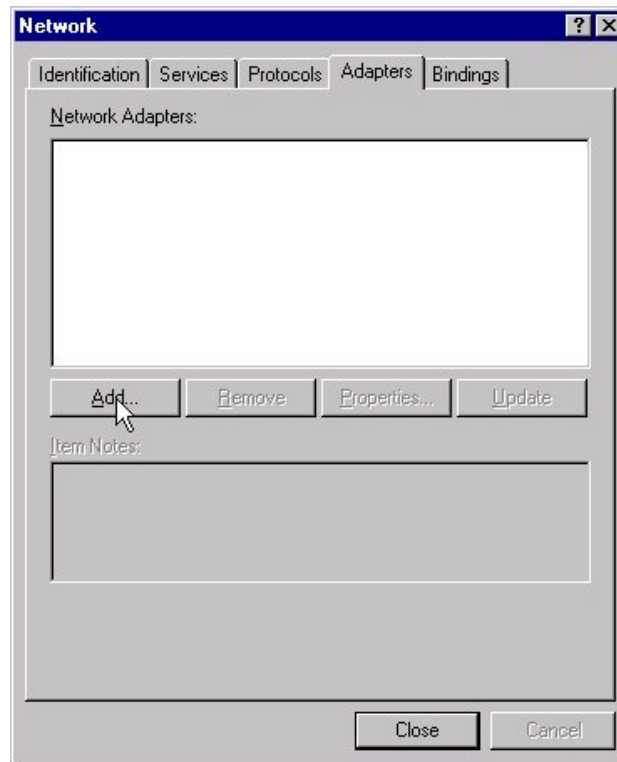 Network
Identification Services Protocols Adapters Bindings
Network Adapters:
Add... Remove Properties... Update
Item Notes:
Close Cancel